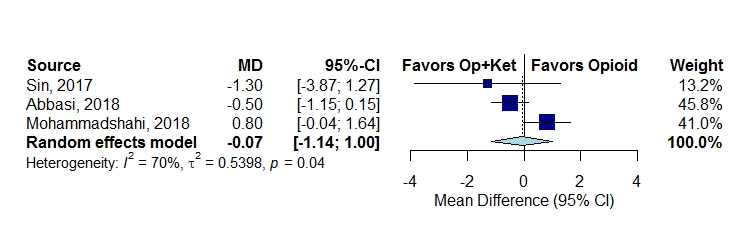 Source MD 95%-CI Favors Op+Ket Favors Opioid Weight
Sin, 2017 -1.30 [-3.87; 1.27] 13.2%
Abbasi, 2018 -0.50 [-1.15; 0.15] 45.8%
Mohammadshahi, 2018 0.80 [-0.04; 1.64] 41.0%
Random effects model -0.07 [-1.14; 1.00] 100.0%
Heterogeneity: I² = 70%, τ² = 0.5398, p = 0.04
-4 -2 0 2 4
Mean Difference (95% CI)